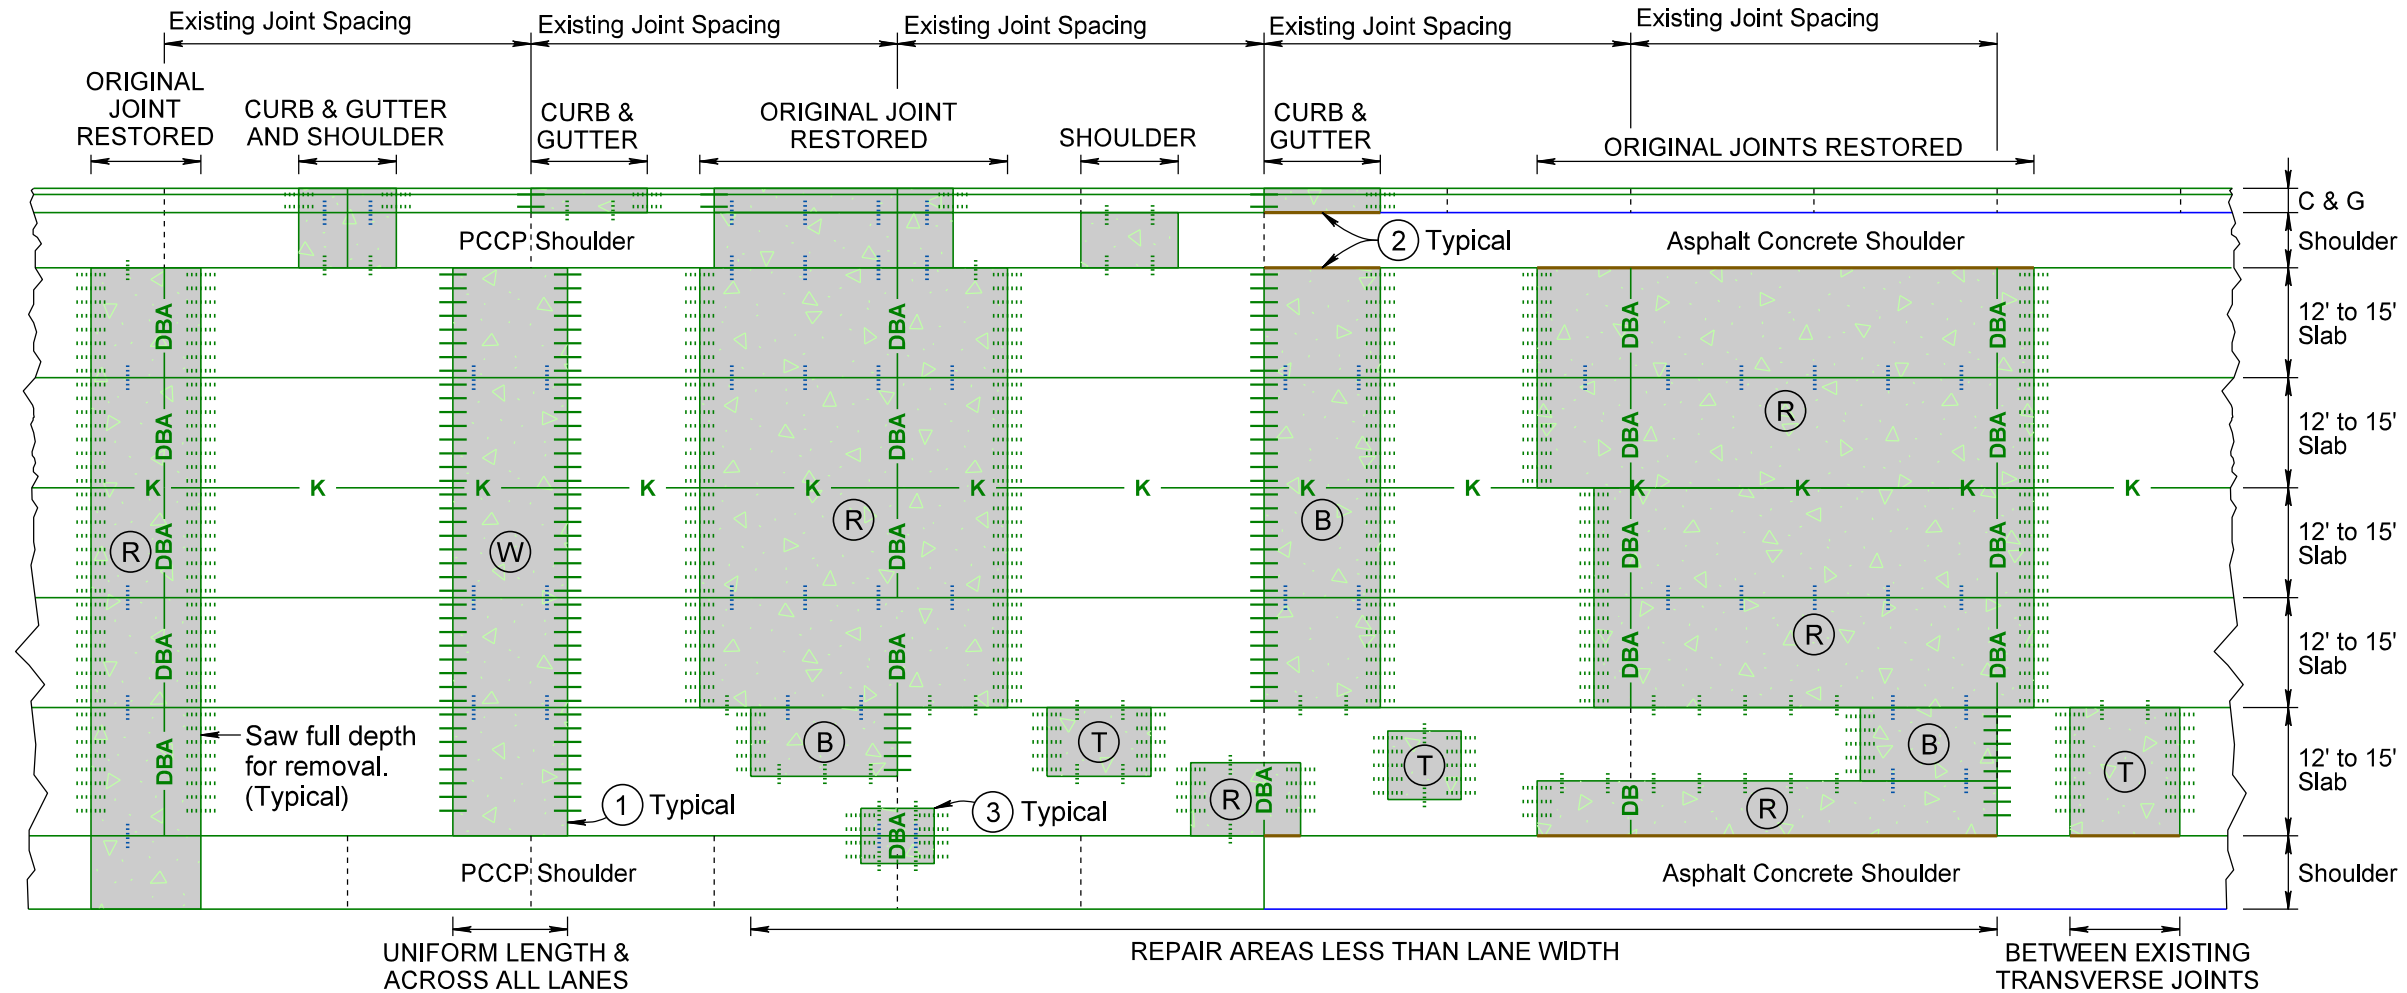 Existing Joint Spacing
Existing Joint Spacing
Existing Joint Spacing
Existing Joint Spacing
Existing Joint Spacing
ORIGINAL
JOINT
RESTORED
CURB & GUTTER
AND SHOULDER
CURB &
GUTTER
ORIGINAL JOINT
RESTORED
SHOULDER
CURB &
GUTTER
ORIGINAL JOINTS RESTORED
C & G
PCCP Shoulder
2 Typical
Asphalt Concrete Shoulder
Shoulder
DBA
DBA
DBA
DBA
12' to 15'
Slab
DBA
DBA
DBA
DBA
R
12' to 15'
Slab
K
K
K
K
K
K
K
K
K
K
K
K
K
R
DBA
W
R
DBA
B
DBA
DBA
12' to 15'
Slab
DBA
DBA
DBA
R
DBA
12' to 15'
Slab
Saw full depth
for removal.
(Typical)
DBA
B
T
T
B
T
12' to 15'
Slab
1 Typical
3 Typical
DBA
R
DBA
DB
R
PCCP Shoulder
Asphalt Concrete Shoulder
Shoulder
UNIFORM LENGTH &
ACROSS ALL LANES
REPAIR AREAS LESS THAN LANE WIDTH
BETWEEN EXISTING
TRANSVERSE JOINTS